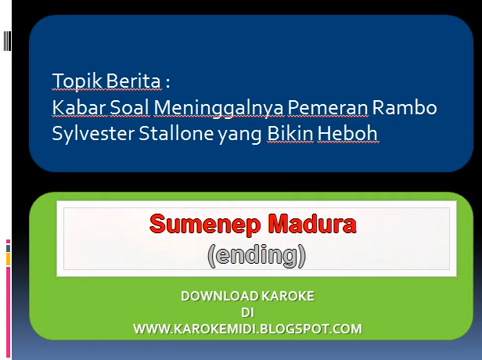 Topik Berita :
Kabar Soal Meninggalnya Pemeran Rambo
Sylvester Stallone yang Bikin Heboh
Sumenep Madura
(ending)
DOWNLOAD KAROKE
DI
WWW.KAROKEMIDI.BLOGSPOT.COM